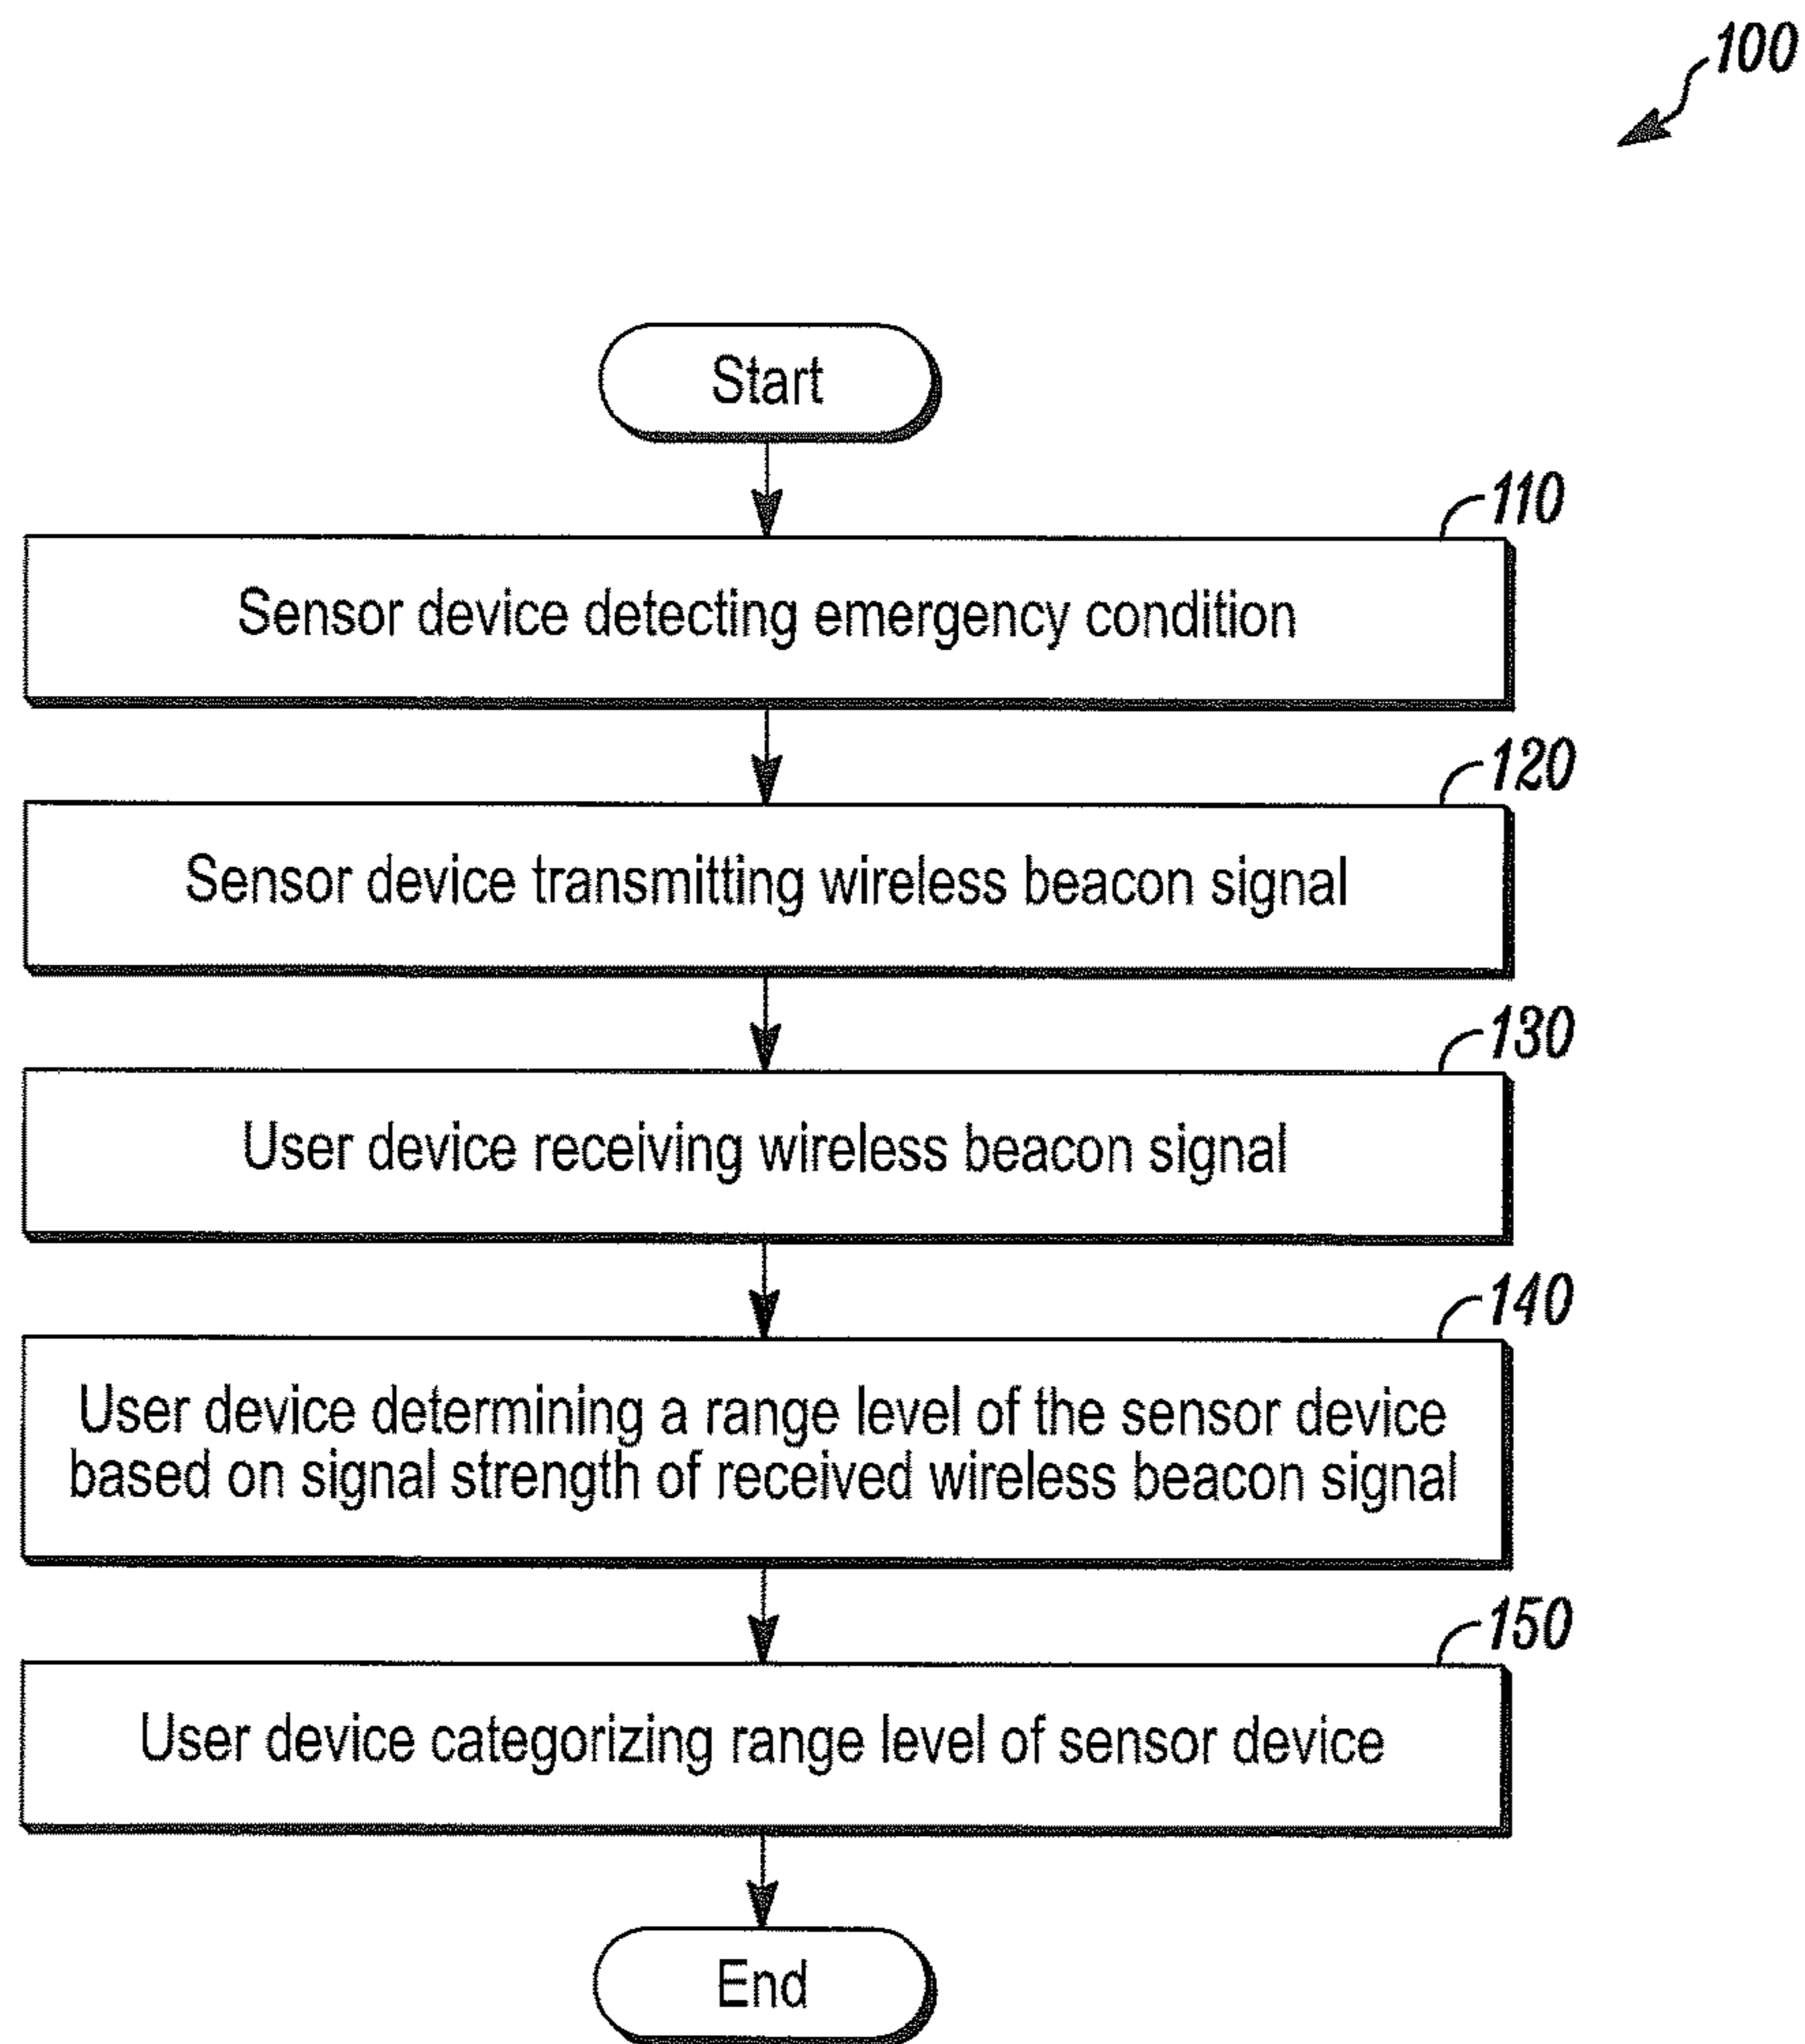 100
Start
110
Sensor device detecting emergency condition
120
Sensor device transmitting wireless beacon signal
130
User device receiving wireless beacon signal
140
User device determining a range level of the sensor device
based on signal strength of received wireless beacon signal
150
User device categorizing range level of sensor device
End